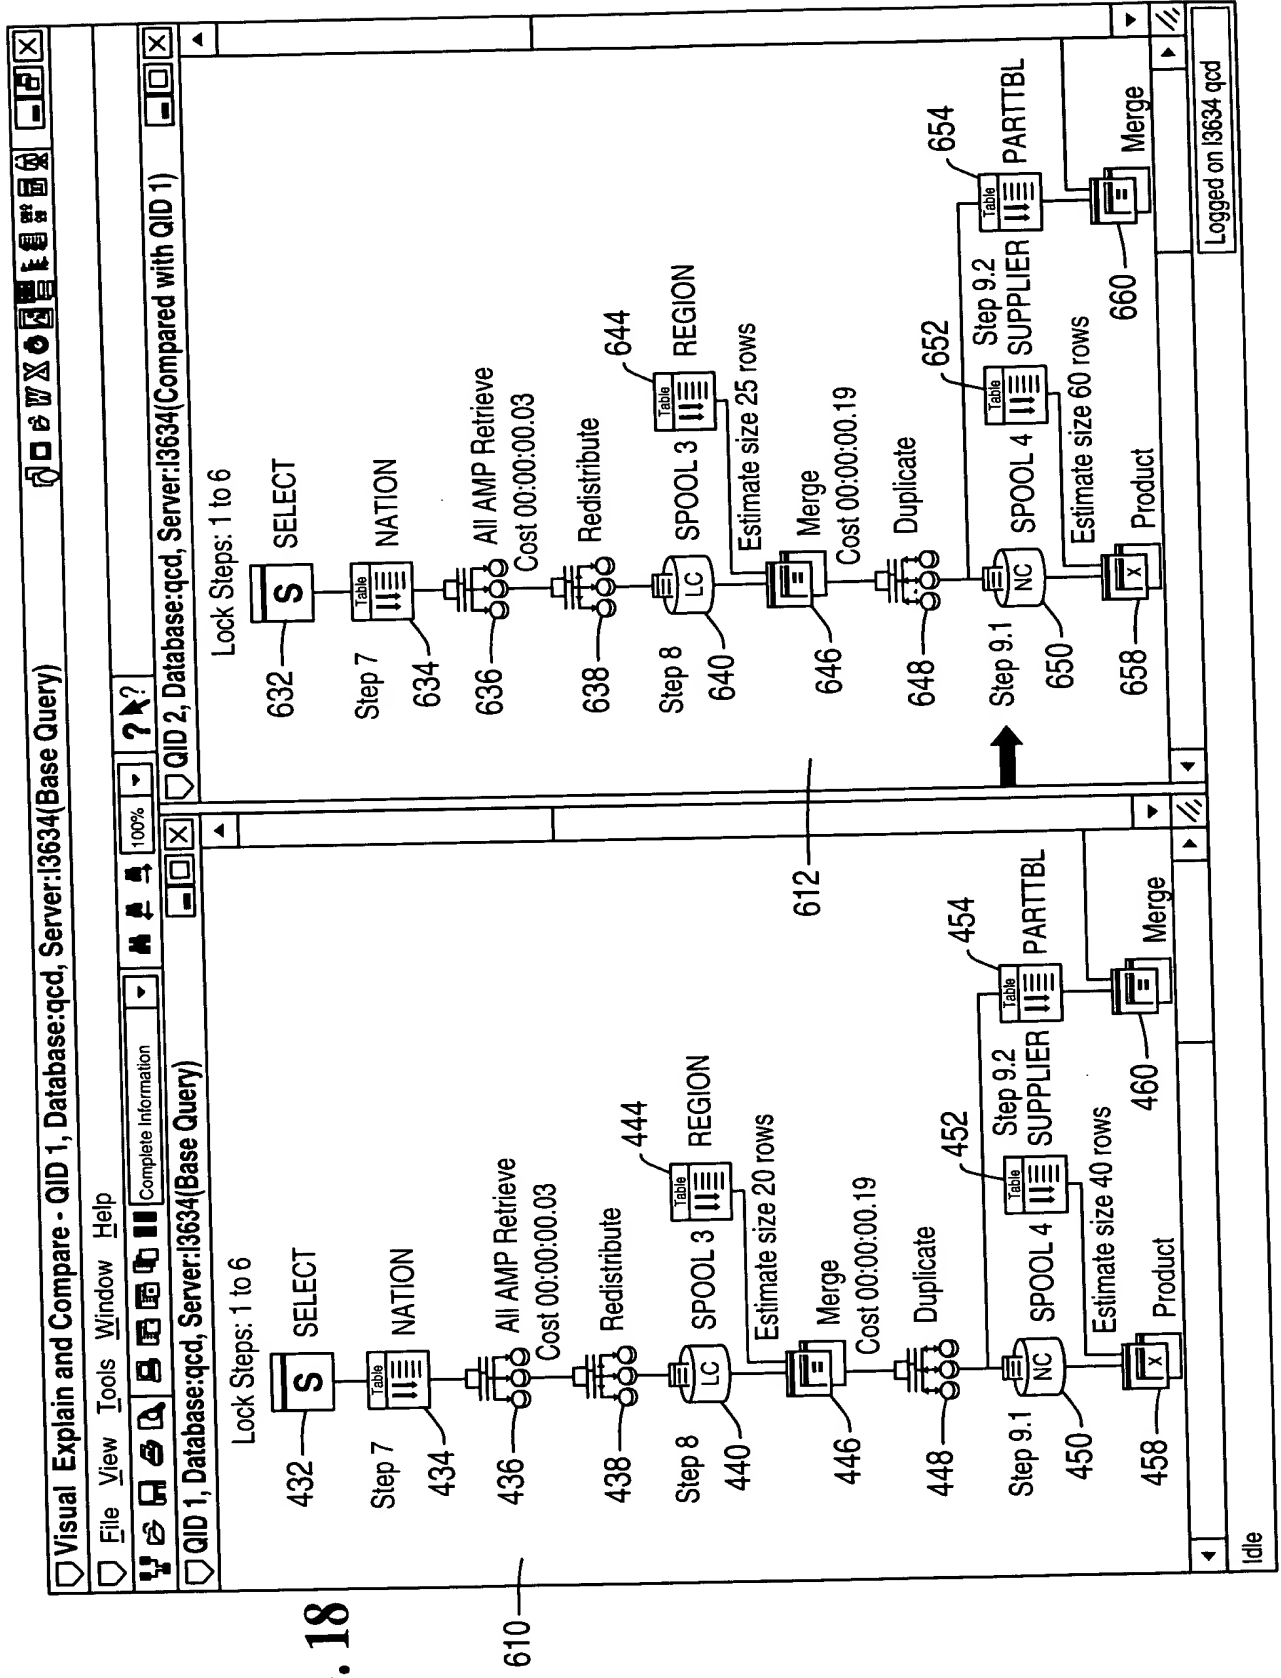 Visual Explain and Compare - QID 1, Database:qcd, Server:l3634(Base Query)
File View Tools Window Help
W X
Complete Information
100%
?
?
QID 1, Database:qcd, Server:l3634(Base Query)
Lock Steps: 1 to 6
432
S
SELECT
Step 7
Table
NATION
434
436
All AMP Retrieve
Cost 00:00:00.03
438
Redistribute
Step 8
440
LC
SPOOL 3
444
Table
REGION
Estimate size 20 rows
446
=
Merge
Cost 00:00:00.19
448
Duplicate
Step 9.1
450
NC
SPOOL 4
452
Table
Step 9.2
SUPPLIER
454
Table
PARTTBL
Estimate size 40 rows
458
X
Product
460
=
Merge
610
QID 2, Database:qcd, Server:l3634(Compared with QID 1)
Lock Steps: 1 to 6
632
S
SELECT
Step 7
Table
NATION
634
636
All AMP Retrieve
Cost 00:00:00.03
638
Redistribute
Step 8
640
LC
SPOOL 3
644
Table
REGION
Estimate size 25 rows
646
=
Merge
Cost 00:00:00.19
648
Duplicate
Step 9.1
650
NC
SPOOL 4
652
Table
Step 9.2
SUPPLIER
654
Table
PARTTBL
Estimate size 60 rows
658
X
Product
660
=
Merge
612
Idle
Logged on l3634 qcd
. 18